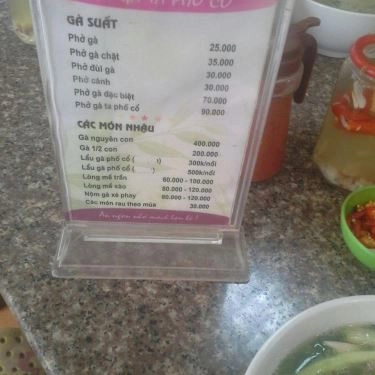 PHỐ CỔ
GÀ SUẤT
Phở gà 25.000
Phở gà chặt 35.000
Phở đùi gà 30.000
Phở cánh 30.000
Phở gà đặc biệt 70.000
Phở gà ta phố cổ 90.000
CÁC MÓN NHẬU
Gà nguyên con 400.000
Gà 1/2 con 200.000
Lẩu gà phố cổ ( ) 300k/nồi
Lẩu gà phố cổ ( ) 500k/nồi
Lòng mề trần 60.000 - 100.000
Lòng mề xào 80.000 - 120.000
Nộm gà xé phay 80.000 - 120.000
Các món rau theo mùa 30.000